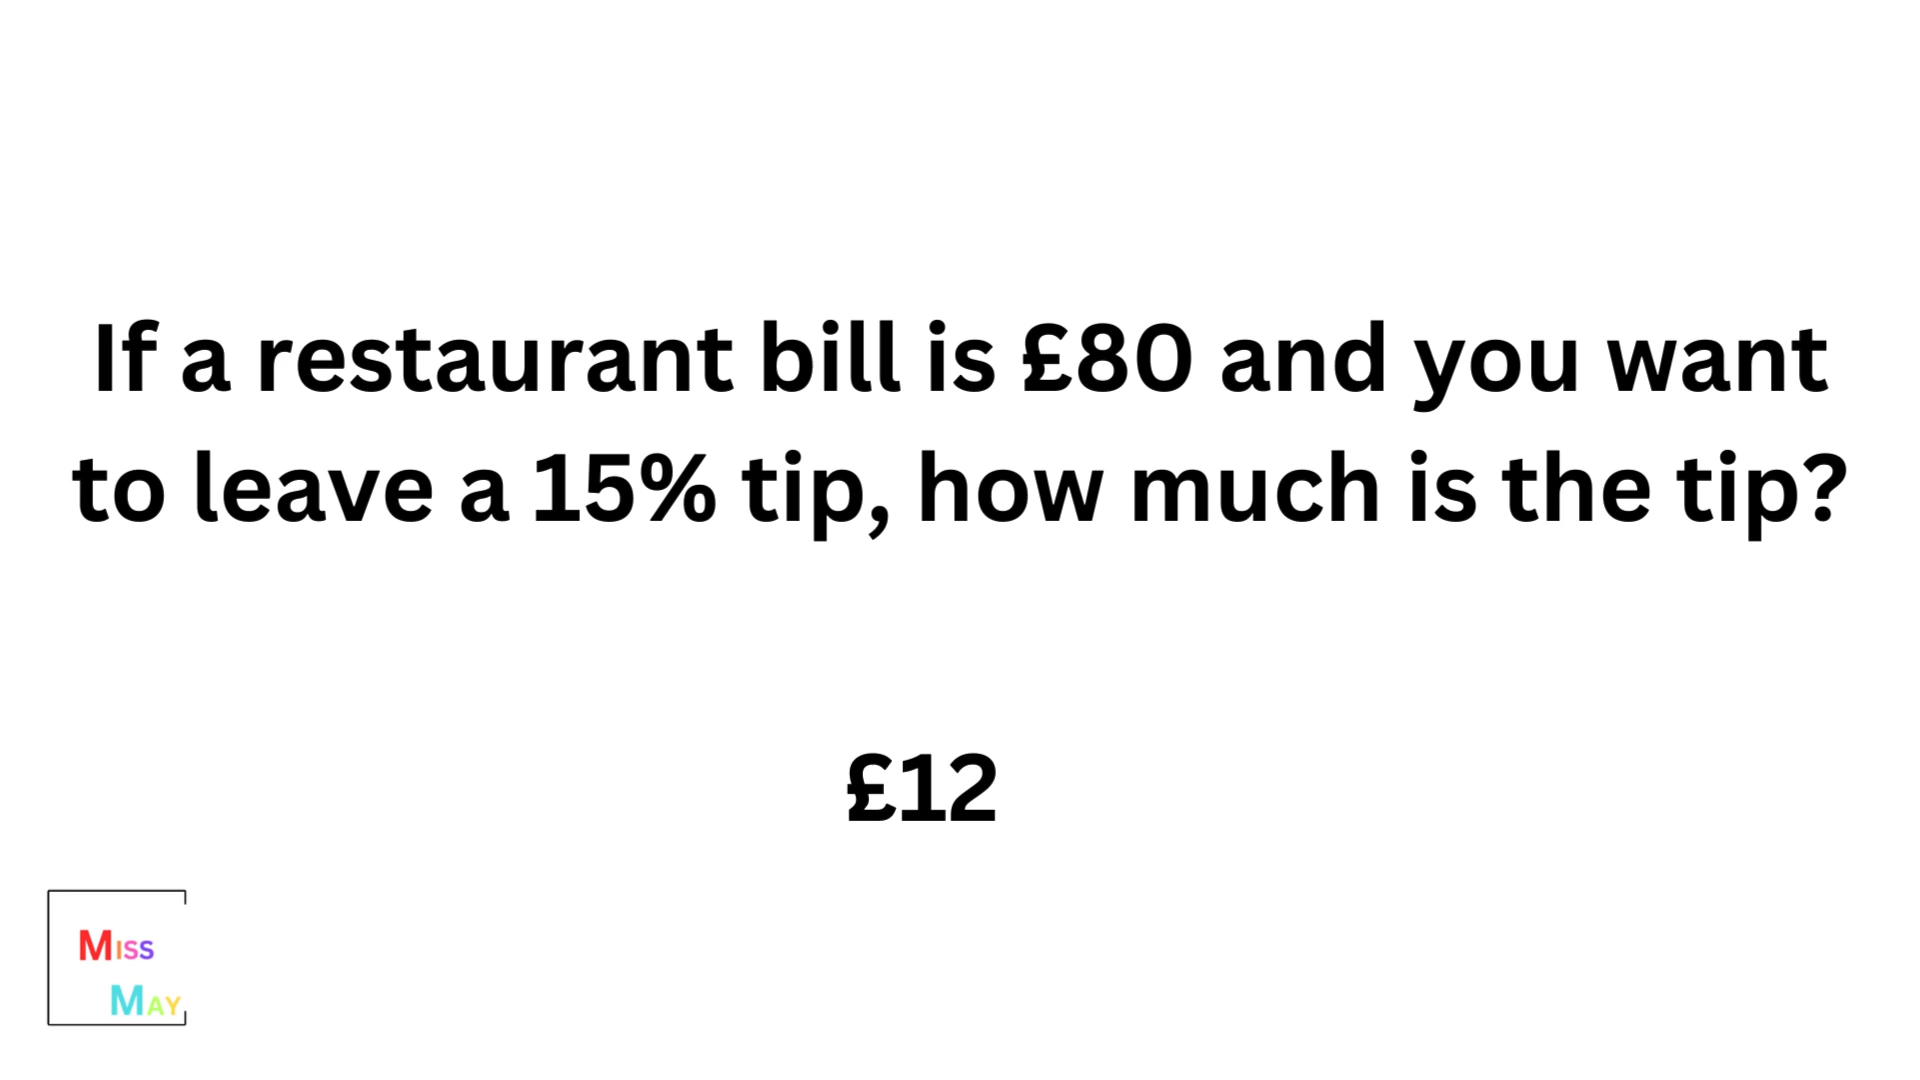 If a restaurant bill is £80 and you want
to leave a 15% tip, how much is the tip?
£12
MISS
MAY